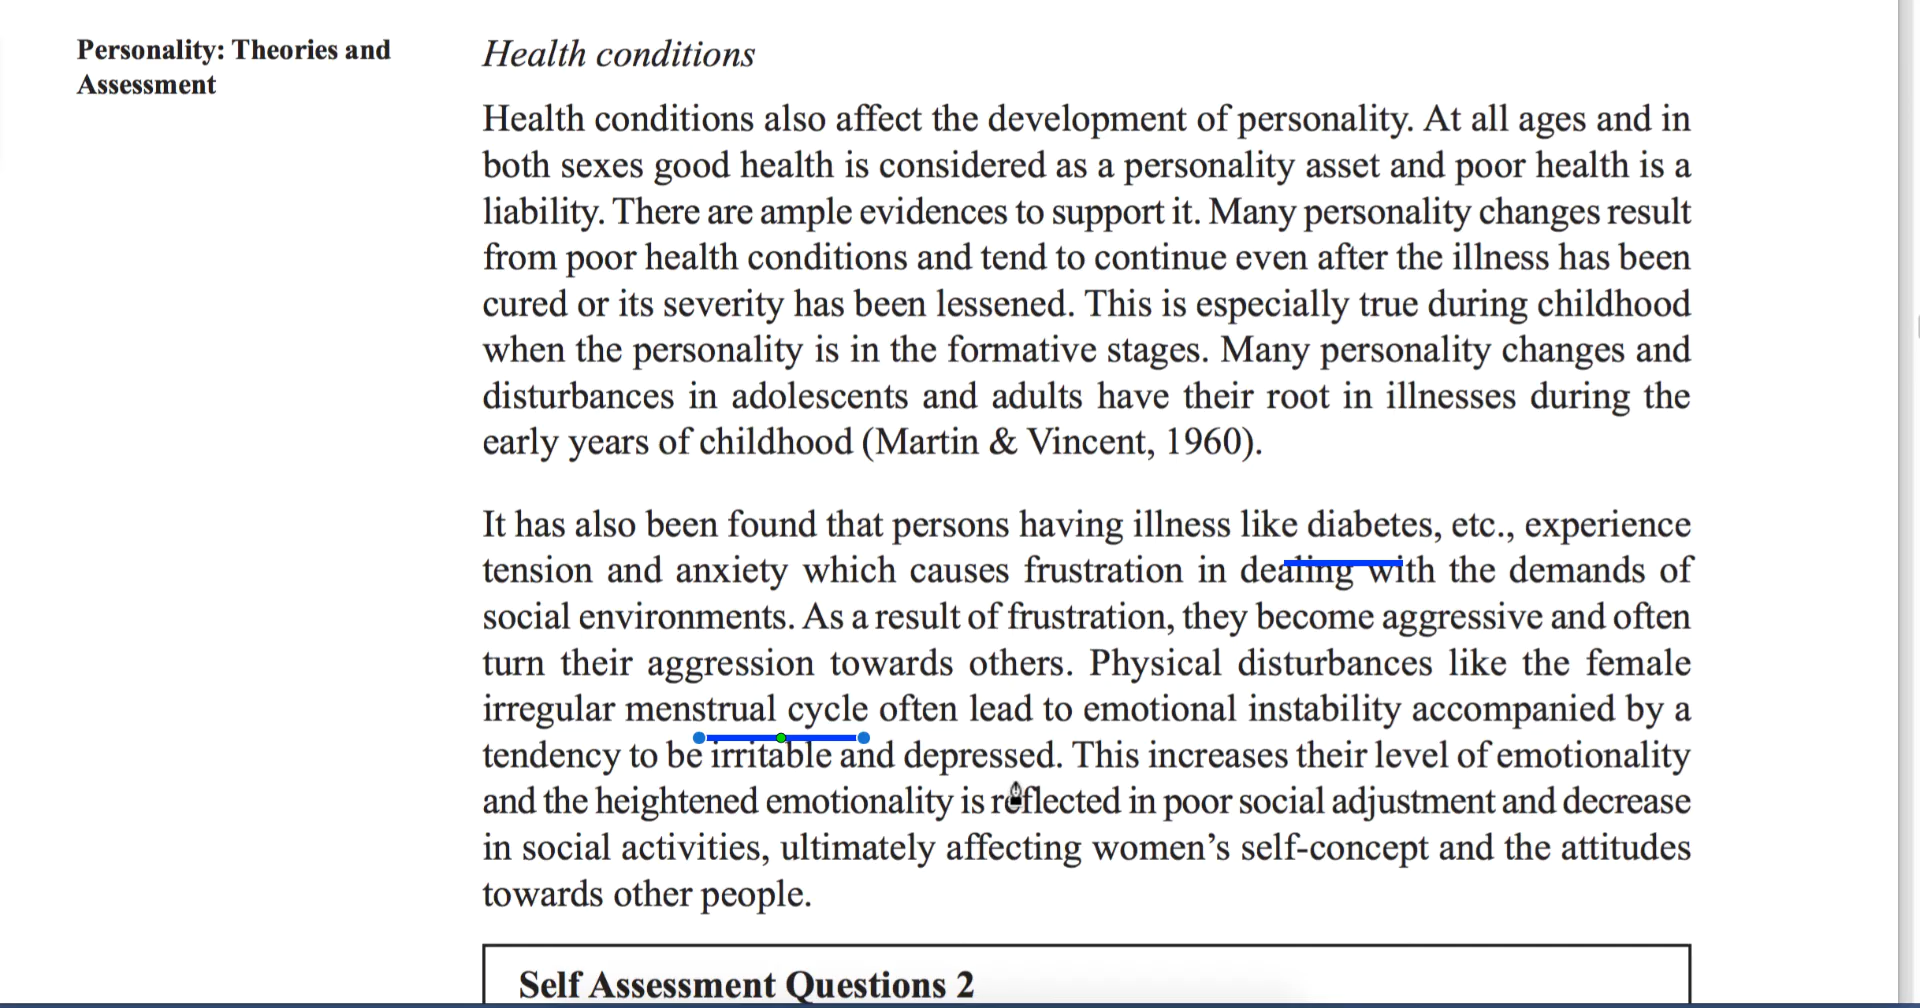 Personality: Theories and
Assessment
Health conditions
Health conditions also affect the development of personality. At all ages and in
both sexes good health is considered as a personality asset and poor health is a
liability. There are ample evidences to support it. Many personality changes result
from poor health conditions and tend to continue even after the illness has been
cured or its severity has been lessened. This is especially true during childhood
when the personality is in the formative stages. Many personality changes and
disturbances in adolescents and adults have their root in illnesses during the
early years of childhood (Martin & Vincent, 1960).
It has also been found that persons having illness like diabetes, etc., experience
tension and anxiety which causes frustration in dealing with the demands of
social environments. As a result of frustration, they become aggressive and often
turn their aggression towards others. Physical disturbances like the female
irregular menstrual cycle often lead to emotional instability accompanied by a
tendency to be irritable and depressed. This increases their level of emotionality
and the heightened emotionality is reflected in poor social adjustment and decrease
in social activities, ultimately affecting women’s self-concept and the attitudes
towards other people.
Self Assessment Questions 2